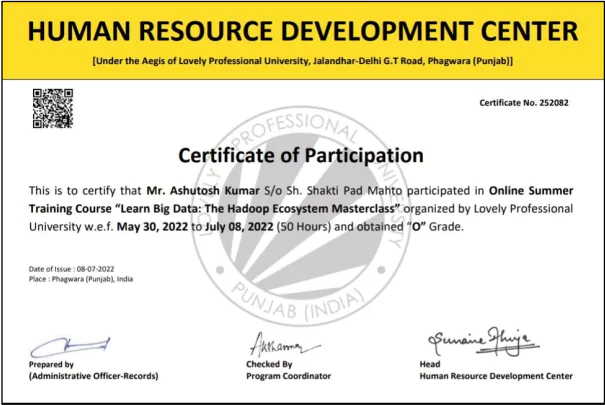 HUMAN RESOURCE DEVELOPMENT CENTER
[Under the Aegis of Lovely Professional University, Jalandhar-Delhi G.T Road, Phagwara (Punjab)]
Certificate No. 252082
LOVELY PROFESSIONAL UNIVERSITY
PUNJAB (INDIA)
Certificate of Participation
This is to certify that Mr. Ashutosh Kumar S/o Sh. Shakti Pad Mahto participated in Online Summer
Training Course “Learn Big Data: The Hadoop Ecosystem Masterclass” organized by Lovely Professional
University w.e.f. May 30, 2022 to July 08, 2022 (50 Hours) and obtained “O” Grade.
Date of Issue : 08-07-2022
Place : Phagwara (Punjab), India
Prepared by
(Administrative Officer-Records)
Checked By
Program Coordinator
Head
Human Resource Development Center